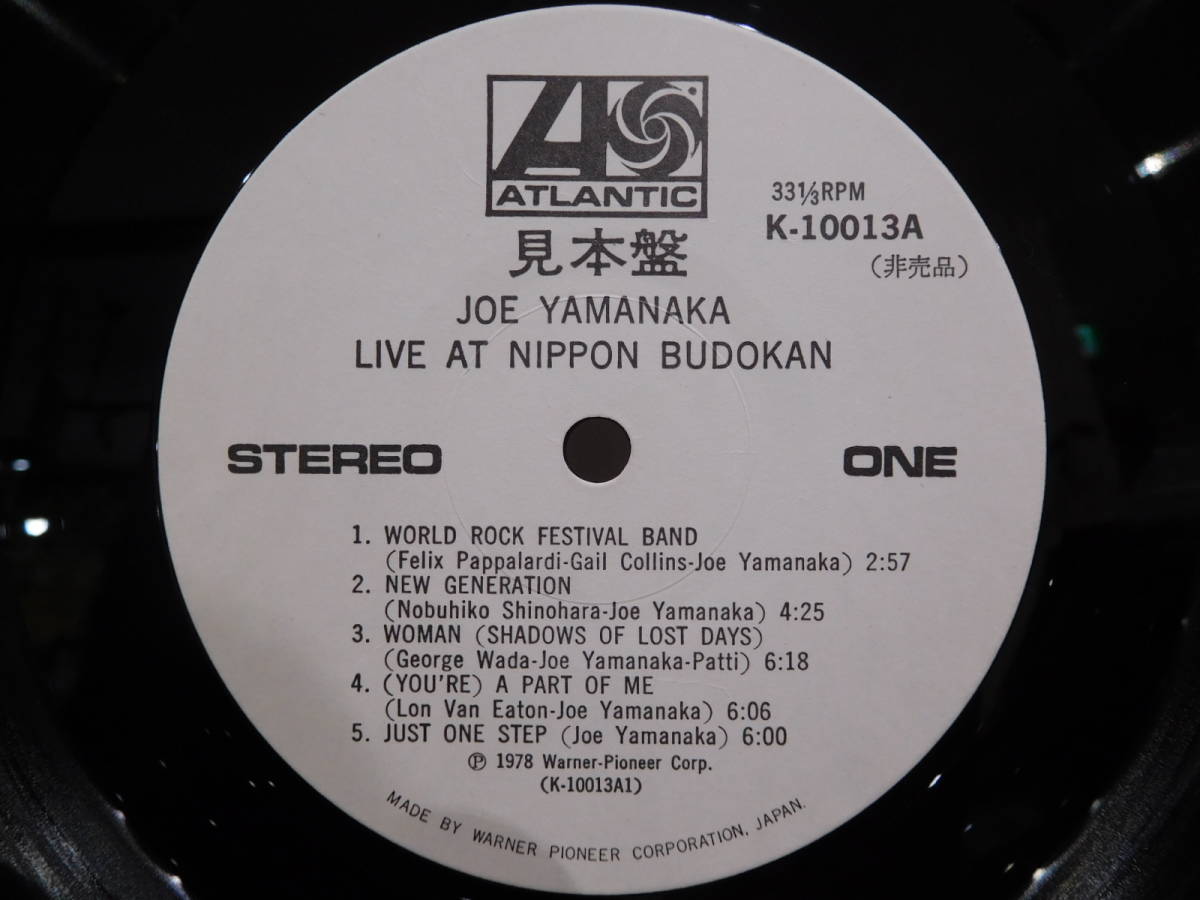 ATLANTIC
見本盤
33⅓RPM
K-10013A
(非売品)
JOE YAMANAKA
LIVE AT NIPPON BUDOKAN
STEREO
ONE
1. WORLD ROCK FESTIVAL BAND
(Felix Pappalardi-Gail Collins-Joe Yamanaka) 2:57
2. NEW GENERATION
(Nobuhiko Shinohara-Joe Yamanaka) 4:25
3. WOMAN (SHADOWS OF LOST DAYS)
(George Wada-Joe Yamanaka-Patti) 6:18
4. (YOU'RE) A PART OF ME
(Lon Van Eaton-Joe Yamanaka) 6:06
5. JUST ONE STEP (Joe Yamanaka) 6:00
℗ 1978 Warner-Pioneer Corp.
(K-10013A1)
MADE BY WARNER PIONEER CORPORATION, JAPAN.